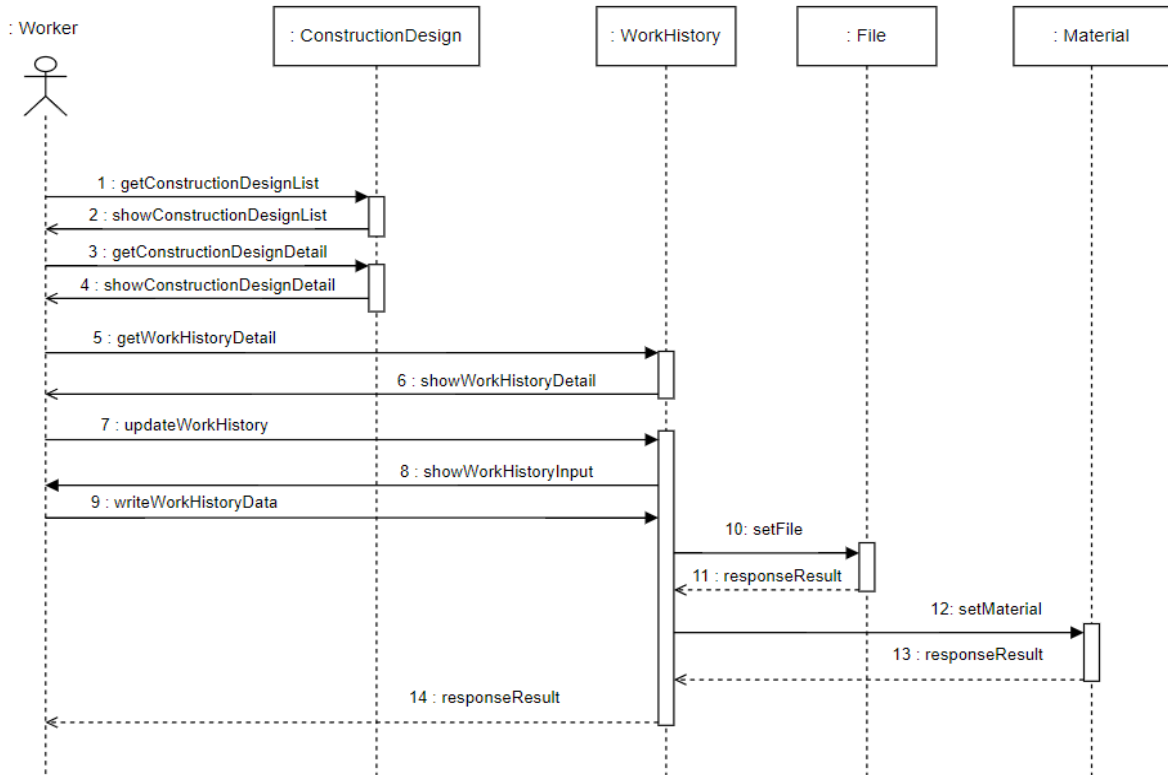 : Worker
: ConstructionDesign
: WorkHistory
: File
: Material
1 : getConstructionDesignList
2 : showConstructionDesignList
3 : getConstructionDesignDetail
4 : showConstructionDesignDetail
5 : getWorkHistoryDetail
6 : showWorkHistoryDetail
7 : updateWorkHistory
8 : showWorkHistoryInput
9 : writeWorkHistoryData
10: setFile
11 : responseResult
12: setMaterial
13 : responseResult
14 : responseResult